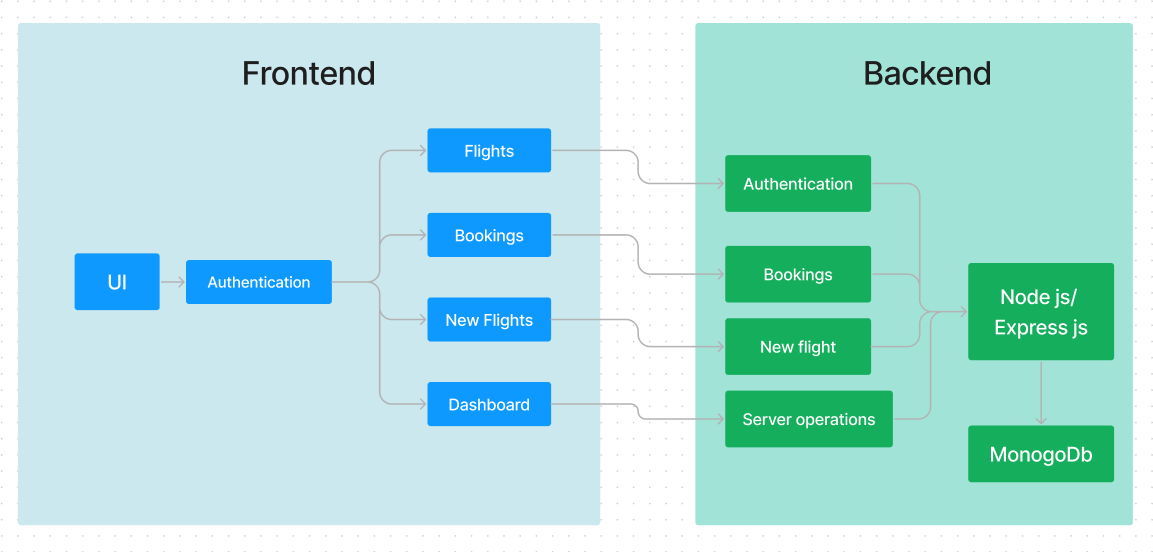 Frontend
UI
Authentication
Flights
Bookings
New Flights
Dashboard
Backend
Authentication
Bookings
New flight
Server operations
Node js/
Express js
MonogoDb